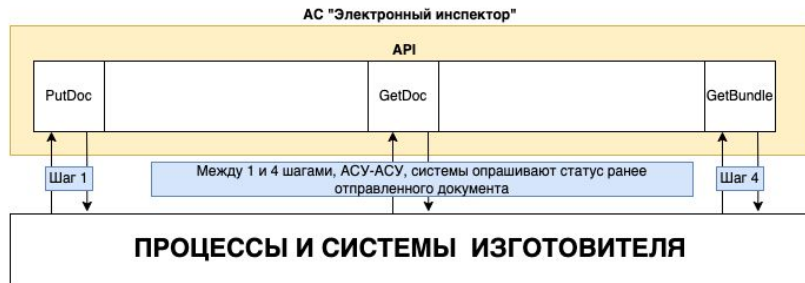 АС "Электронный инспектор"
API
PutDoc
GetDoc
GetBundle
Шаг 1
Между 1 и 4 шагами, АСУ-АСУ, системы опрашивают статус ранее
отправленного документа
Шаг 4
ПРОЦЕССЫ И СИСТЕМЫ ИЗГОТОВИТЕЛЯ